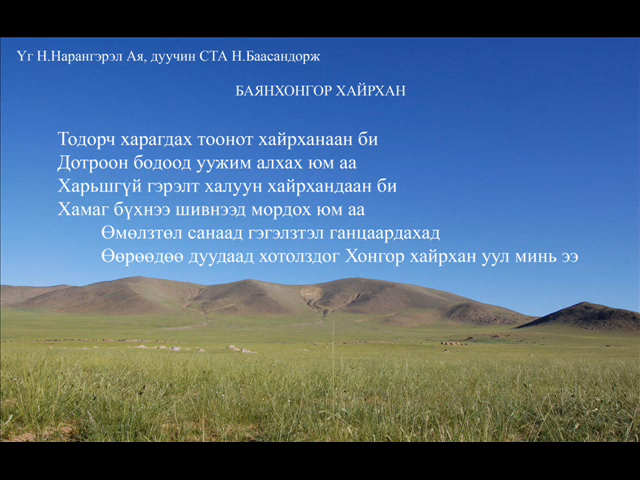 Үг Н.Нарангэрэл Ая, дуучин СТА Н.Баасандорж
БАЯНХОНГОР ХАЙРХАН
Тодорч харагдах тоонот хайрханаан би
Дотроон бодоод уужим алхах юм аа
Харьшгүй гэрэлт халуун хайрхандаан би
Хамаг бүхнээ шивнээд мордох юм аа
Өмөлзтөл санаад гэгэлзтэл ганцаардахад
Өөрөөдөө дуудаад хотолздог Хонгор хайрхан уул минь ээ